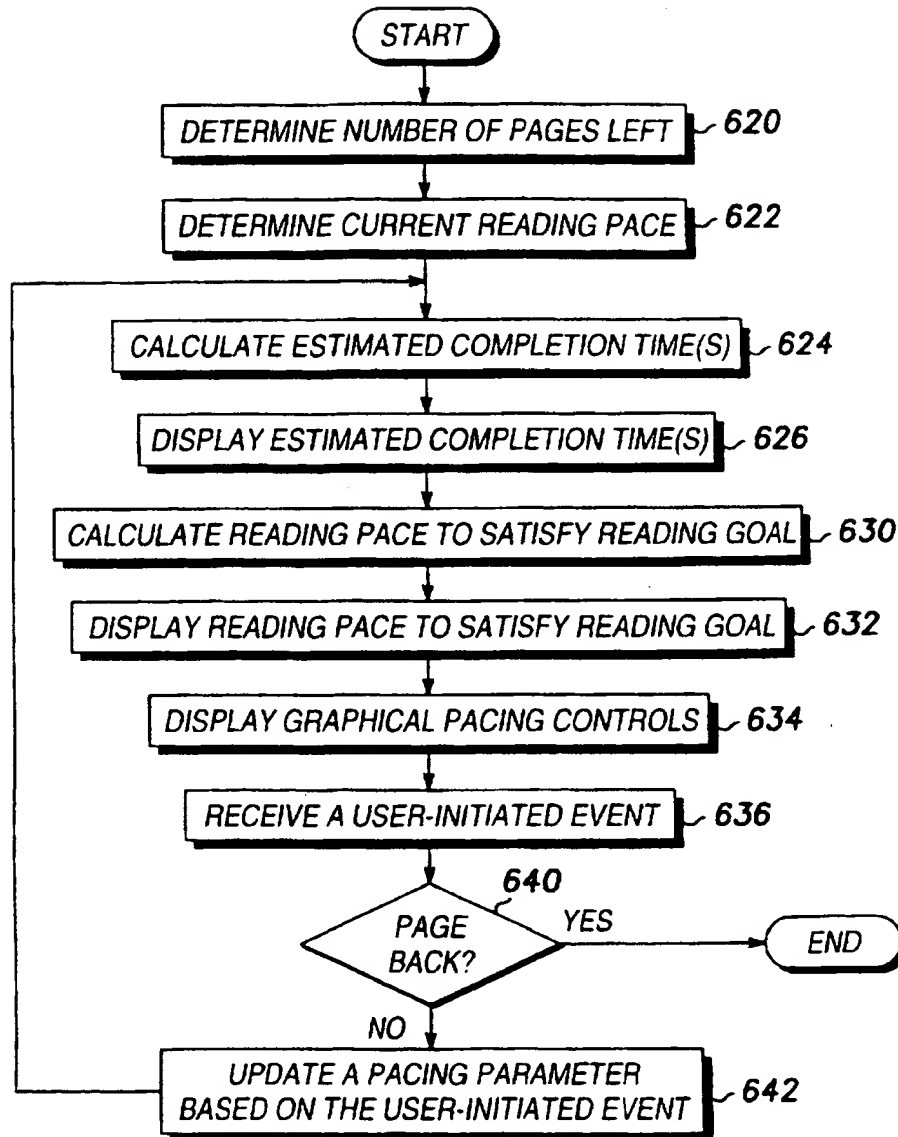 START
DETERMINE NUMBER OF PAGES LEFT 620
DETERMINE CURRENT READING PACE 622
CALCULATE ESTIMATED COMPLETION TIME(S) 624
DISPLAY ESTIMATED COMPLETION TIME(S) 626
CALCULATE READING PACE TO SATISFY READING GOAL 630
DISPLAY READING PACE TO SATISFY READING GOAL 632
DISPLAY GRAPHICAL PACING CONTROLS 634
RECEIVE A USER-INITIATED EVENT 636
640
PAGE
BACK?
YES
END
NO
UPDATE A PACING PARAMETER
BASED ON THE USER-INITIATED EVENT 642